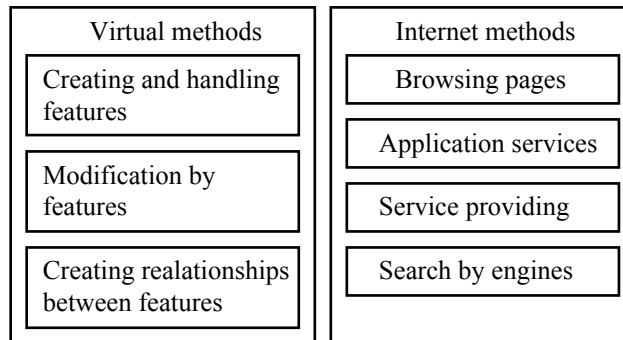 Virtual methods
Creating and handling
features
Modification by
features
Creating realationships
between features
Internet methods
Browsing pages
Application services
Service providing
Search by engines